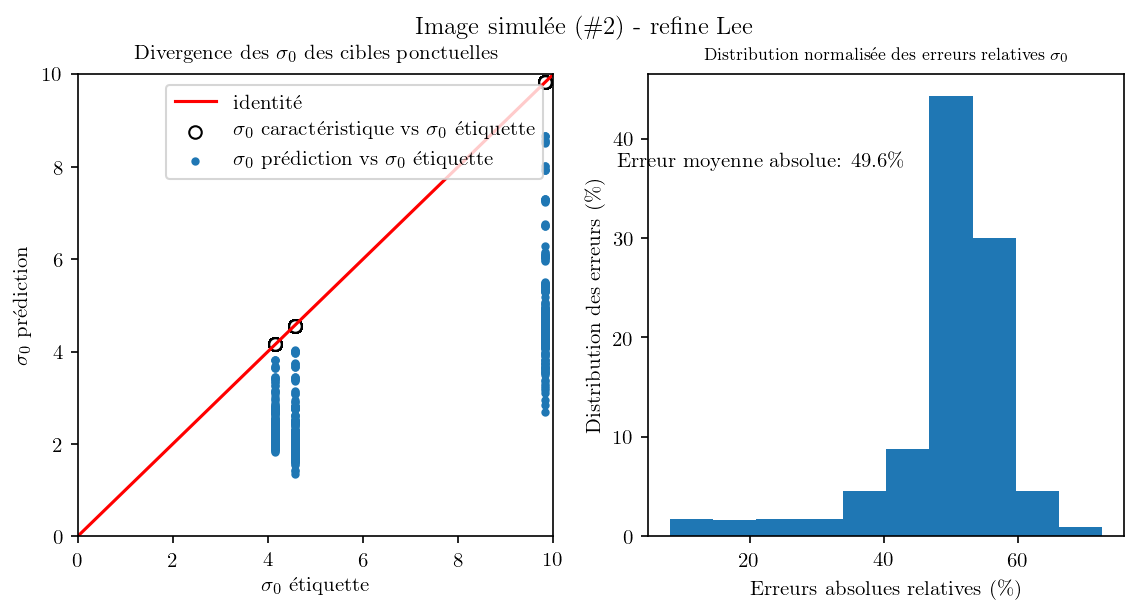 Image simulée (#2) - refine Lee
Divergence des σ₀ des cibles ponctuelles
identité
σ₀ caractéristique vs σ₀ étiquette
σ₀ prédiction vs σ₀ étiquette
10
8
6
4
2
0
σ₀ prédiction
0 2 4 6 8 10
σ₀ étiquette
Distribution normalisée des erreurs relatives σ₀
Erreur moyenne absolue: 49.6%
40
30
20
10
0
Distribution des erreurs (%)
20 40 60
Erreurs absolues relatives (%)